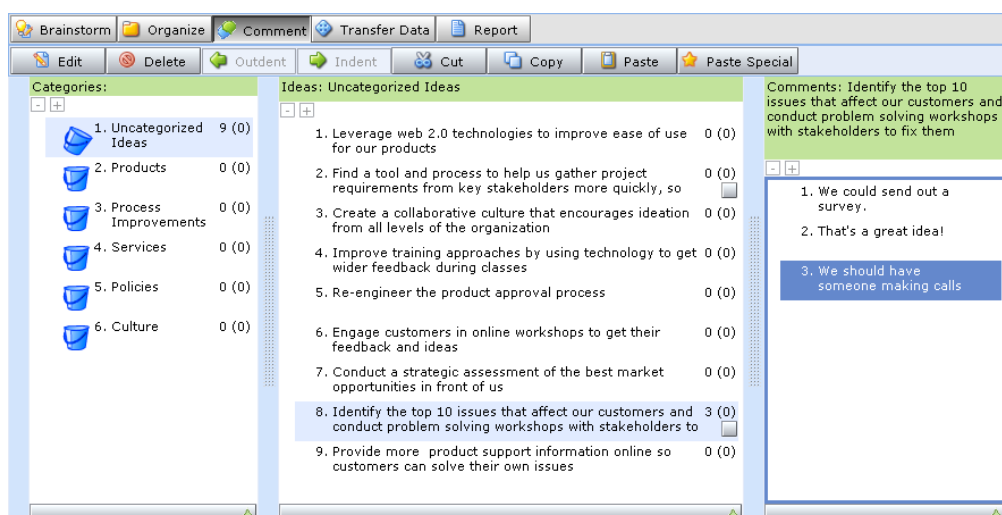 Brainstorm Organize Comment Transfer Data Report
Edit Delete Outdent Indent Cut Copy Paste Paste Special
Categories:
- +
1. Uncategorized 9 (0)
Ideas
2. Products 0 (0)
3. Process 0 (0)
Improvements
4. Services 0 (0)
5. Policies 0 (0)
6. Culture 0 (0)
Ideas: Uncategorized Ideas
- +
1. Leverage web 2.0 technologies to improve ease of use 0 (0)
for our products
2. Find a tool and process to help us gather project 0 (0)
requirements from key stakeholders more quickly, so
3. Create a collaborative culture that encourages ideation 0 (0)
from all levels of the organization
4. Improve training approaches by using technology to get 0 (0)
wider feedback during classes
5. Re-engineer the product approval process 0 (0)
6. Engage customers in online workshops to get their 0 (0)
feedback and ideas
7. Conduct a strategic assessment of the best market 0 (0)
opportunities in front of us
8. Identify the top 10 issues that affect our customers and 3 (0)
conduct problem solving workshops with stakeholders to
9. Provide more product support information online so 0 (0)
customers can solve their own issues
Comments: Identify the top 10
issues that affect our customers and
conduct problem solving workshops
with stakeholders to fix them
- +
1. We could send out a
survey.
2. That's a great idea!
3. We should have
someone making calls